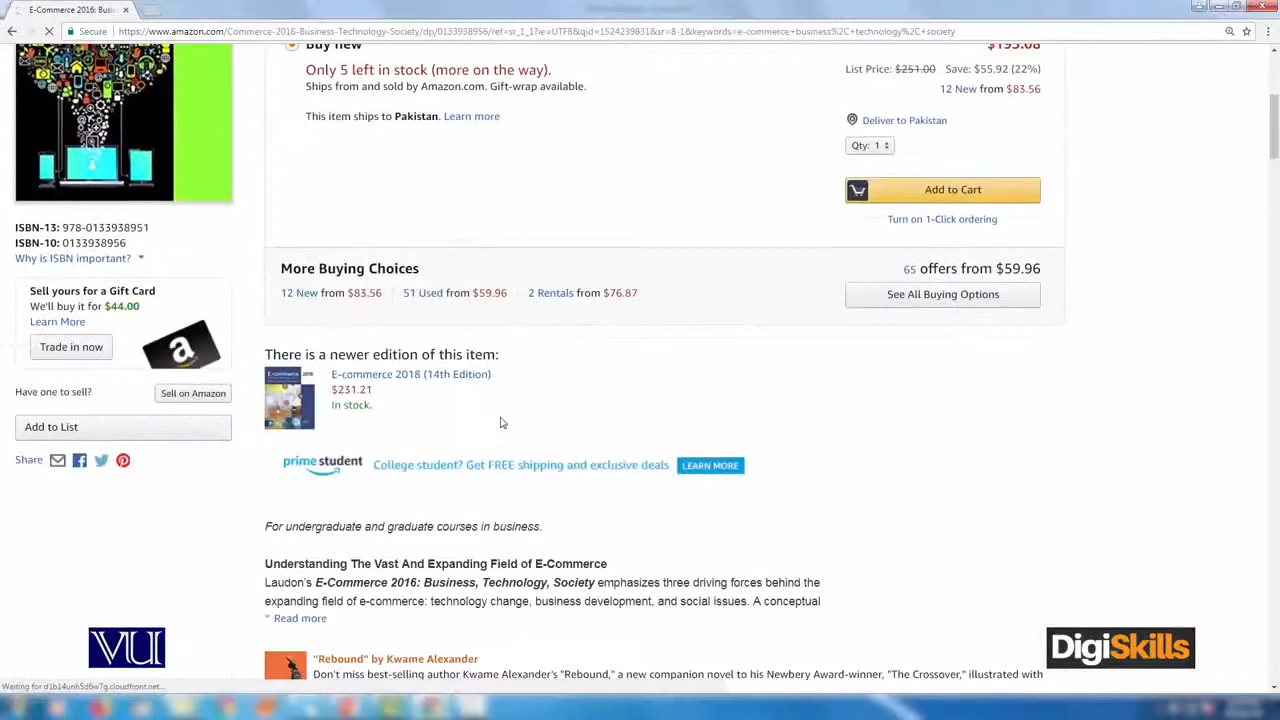 E-Commerce 2016: Busi
Secure
https://www.amazon.com/Commerce-2016-Business-Technology-Society/dp/0133938956/ref=sr_1_1?ie=UTF8&qid=1524239831&sr=8-1&keywords=e-commerce+business%2C+technology%2C+society
Buy new
$195.08
Only 5 left in stock (more on the way).
List Price: $251.00 Save: $55.92 (22%)
Ships from and sold by Amazon.com. Gift-wrap available.
12 New from $83.56
This item ships to Pakistan. Learn more
Deliver to Pakistan
Qty: 1
Add to Cart
Turn on 1-Click ordering
ISBN-13: 978-0133938951
ISBN-10: 0133938956
Why is ISBN important?
More Buying Choices
65 offers from $59.96
12 New from $83.56
51 Used from $59.96
2 Rentals from $76.87
See All Buying Options
Sell yours for a Gift Card
We'll buy it for $44.00
Learn More
Trade in now
a
Have one to sell?
Sell on Amazon
Add to List
Share
There is a newer edition of this item:
E-commerce 2018 (14th Edition)
$231.21
In stock.
prime student
College student? Get FREE shipping and exclusive deals
LEARN MORE
For undergraduate and graduate courses in business.
Understanding The Vast And Expanding Field of E-Commerce
Laudon's E-Commerce 2016: Business, Technology, Society emphasizes three driving forces behind the
expanding field of e-commerce: technology change, business development, and social issues. A conceptual
Read more
"Rebound" by Kwame Alexander
Don't miss best-selling author Kwame Alexander's "Rebound," a new companion novel to his Newbery Award-winner, "The Crossover," illustrated with
VU
DigiSkills
Waiting for d1b14unh5d6w7g.cloudfront.net...